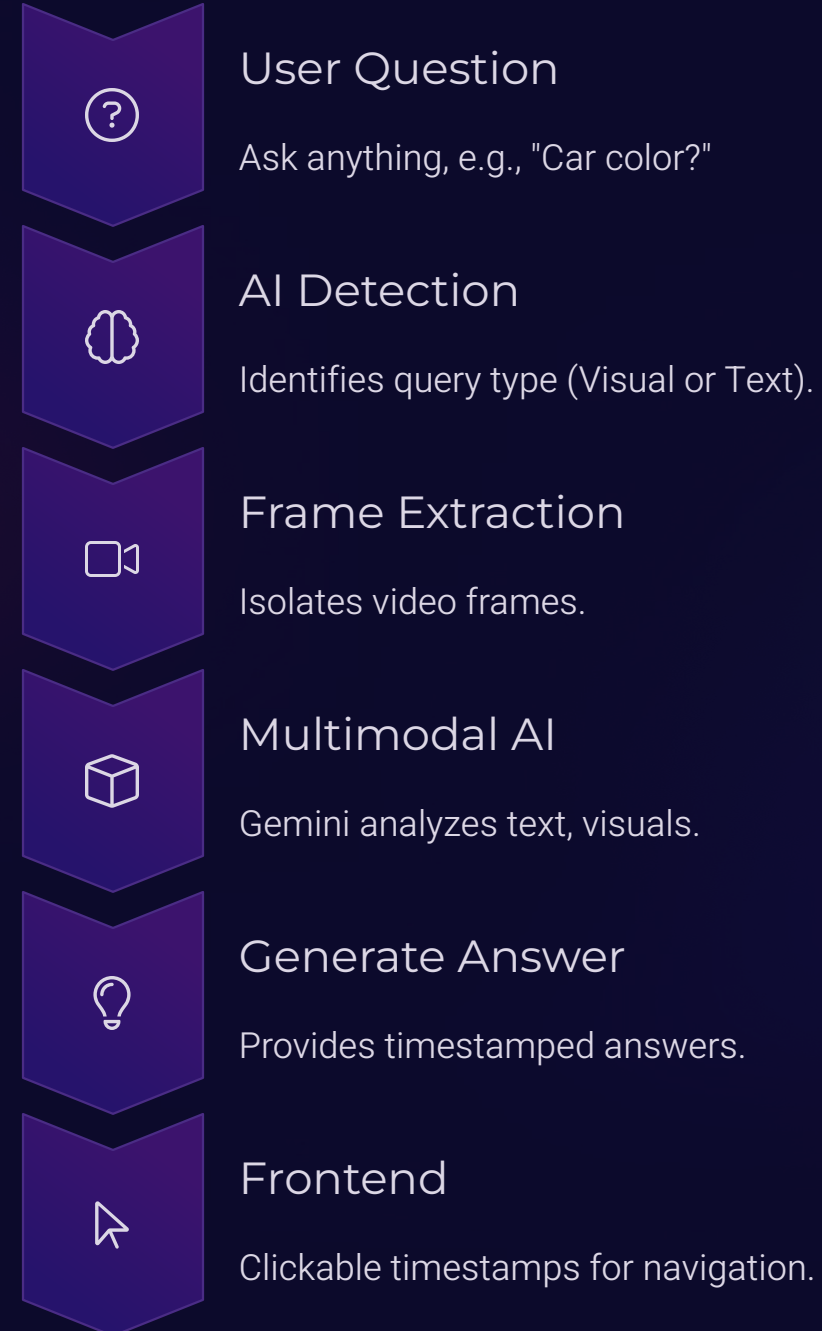 User Question
Ask anything, e.g., "Car color?"
AI Detection
Identifies query type (Visual or Text).
Frame Extraction
Isolates video frames.
Multimodal AI
Gemini analyzes text, visuals.
Generate Answer
Provides timestamped answers.
Frontend
Clickable timestamps for navigation.